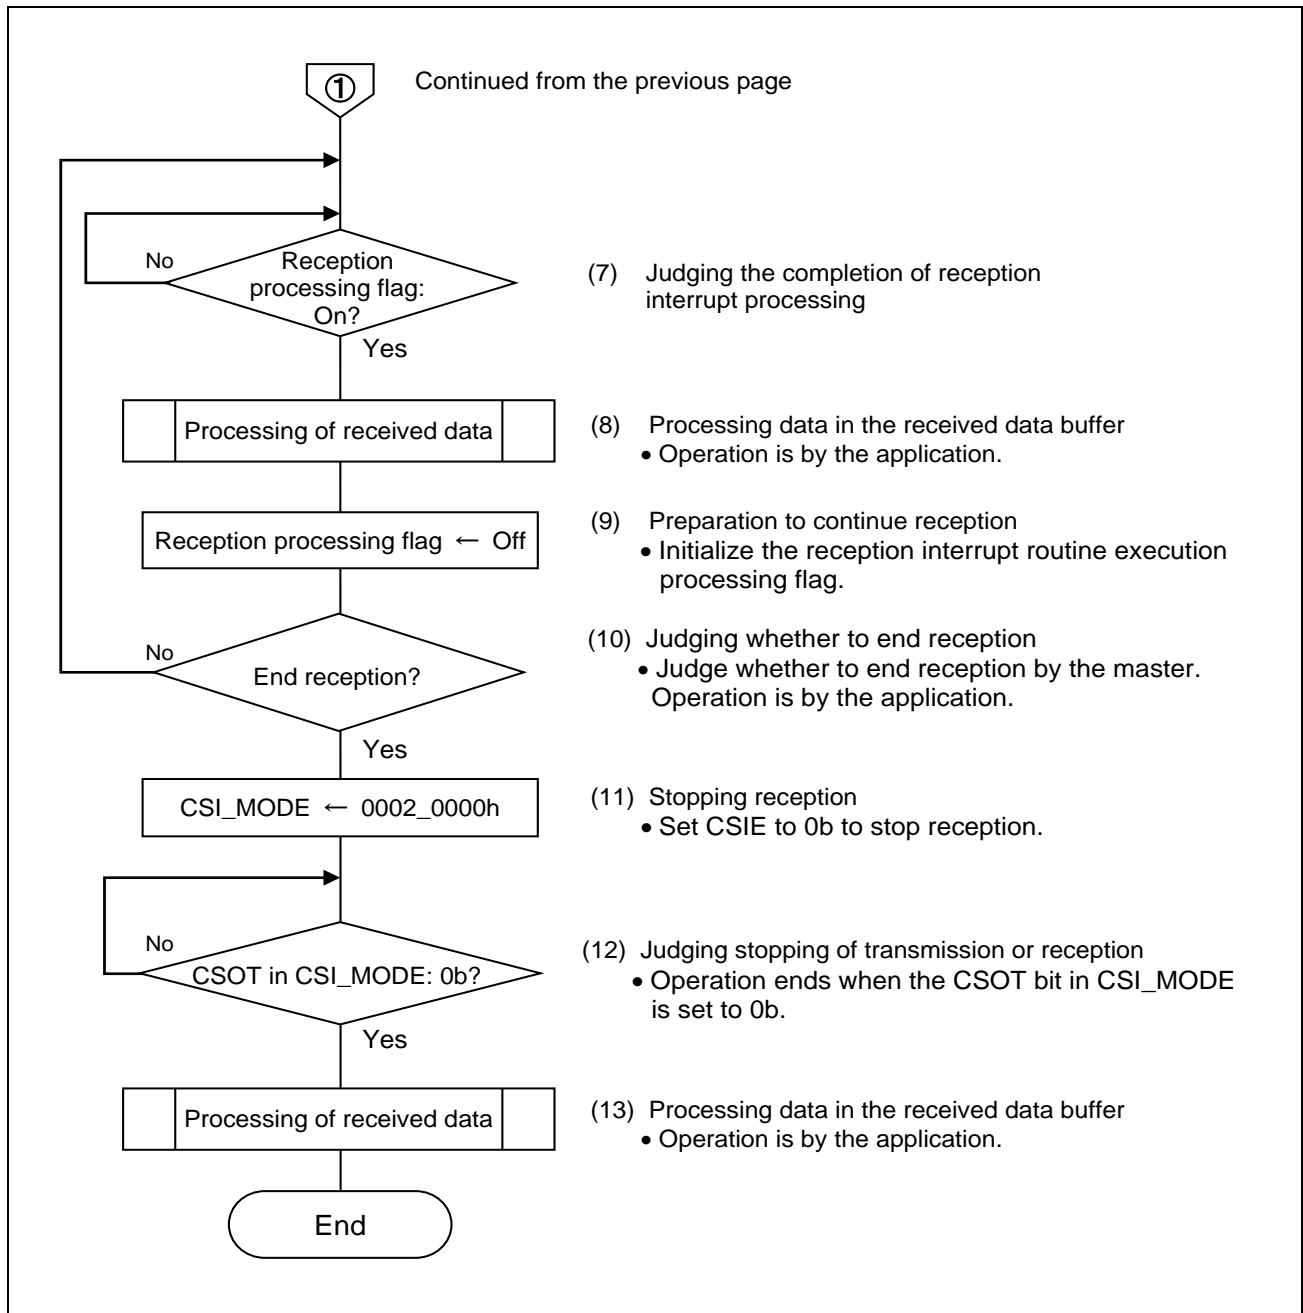 ① Continued from the previous page
No
Reception
processing flag:
On?
Yes
(7) Judging the completion of reception
interrupt processing
Processing of received data
(8) Processing data in the received data buffer
• Operation is by the application.
Reception processing flag ← Off
(9) Preparation to continue reception
• Initialize the reception interrupt routine execution
processing flag.
No
End reception?
Yes
(10) Judging whether to end reception
• Judge whether to end reception by the master.
Operation is by the application.
CSI_MODE ← 0002_0000h
(11) Stopping reception
• Set CSIE to 0b to stop reception.
No
CSOT in CSI_MODE: 0b?
Yes
(12) Judging stopping of transmission or reception
• Operation ends when the CSOT bit in CSI_MODE
is set to 0b.
Processing of received data
(13) Processing data in the received data buffer
• Operation is by the application.
End